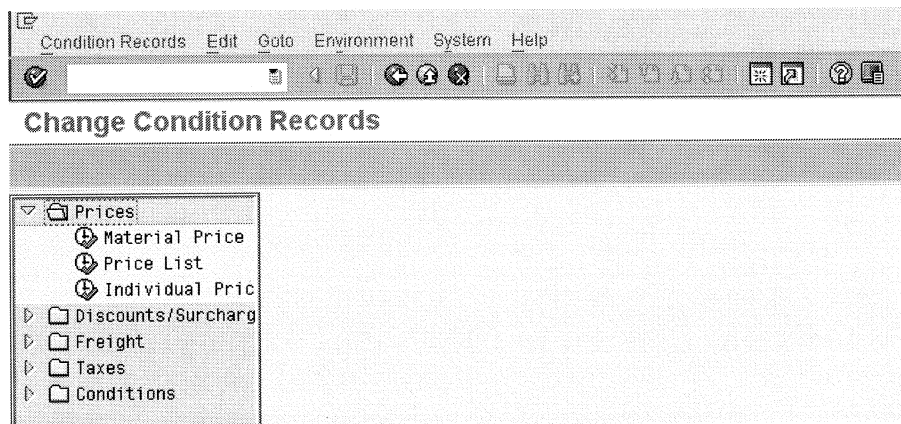 Condition Records Edit Goto Environment System Help
Change Condition Records
Prices
Material Price
Price List
Individual Pric
Discounts/Surcharg
Freight
Taxes
Conditions